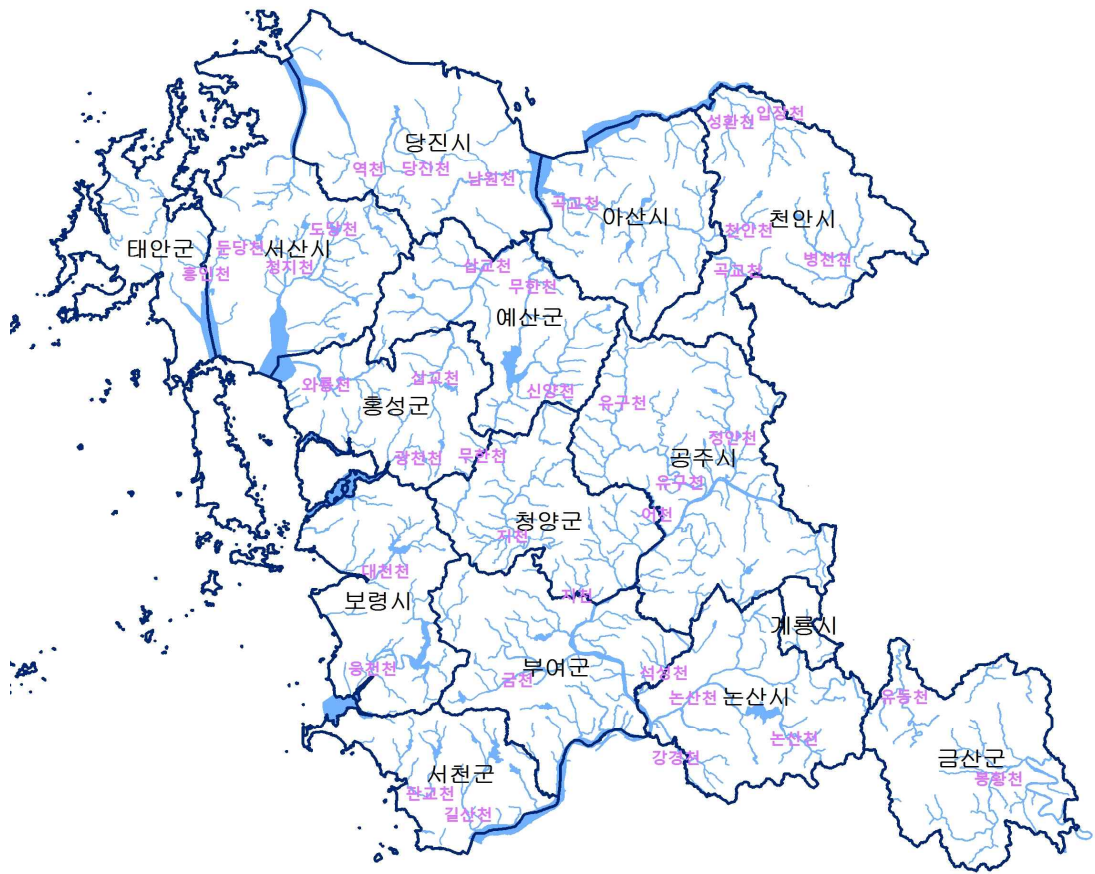 성환천
입장천
당진시
역천
당진천
남원천
곡교천
아산시
천안시
천안천
병천천
곡교천
태안군
흥인천
둔당천
서산시
도당천
청지천
삽교천
무한천
예산군
신양천
와룡천
삽교천
홍성군
광천천
무한천
유구천
정안천
공주시
유구천
어천
청양군
지천
지천
대천천
보령시
웅천천
부여군
금천
석성천
계룡시
논산천
논산시
논산천
강경천
유등천
금산군
봉황천
서천군
판교천
길산천